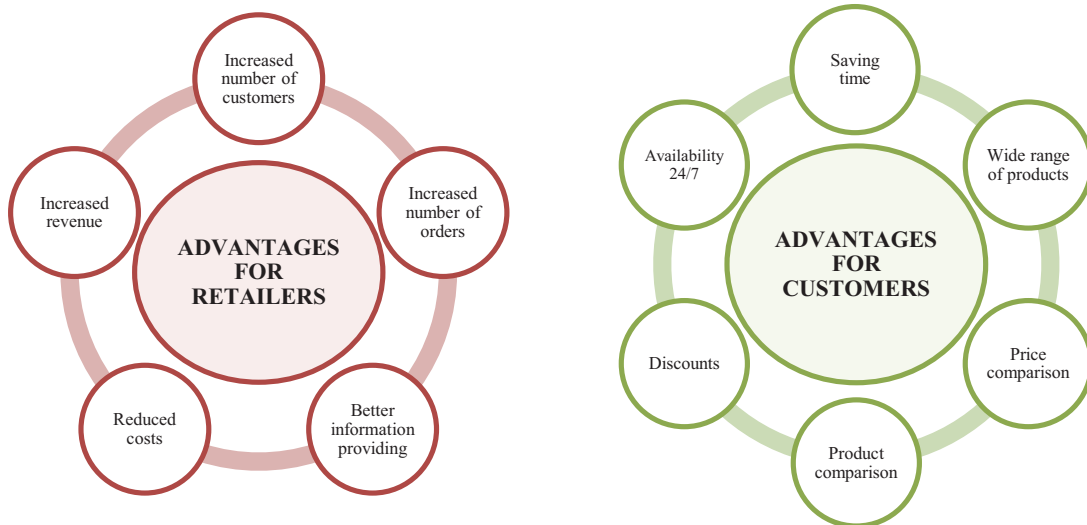 Increased
number of
customers
Increased
number of
orders
Better
information
providing
Reduced
costs
Increased
revenue
ADVANTAGES
FOR
RETAILERS
Saving
time
Wide range
of products
Price
comparison
Product
comparison
Discounts
Availability
24/7
ADVANTAGES
FOR
CUSTOMERS